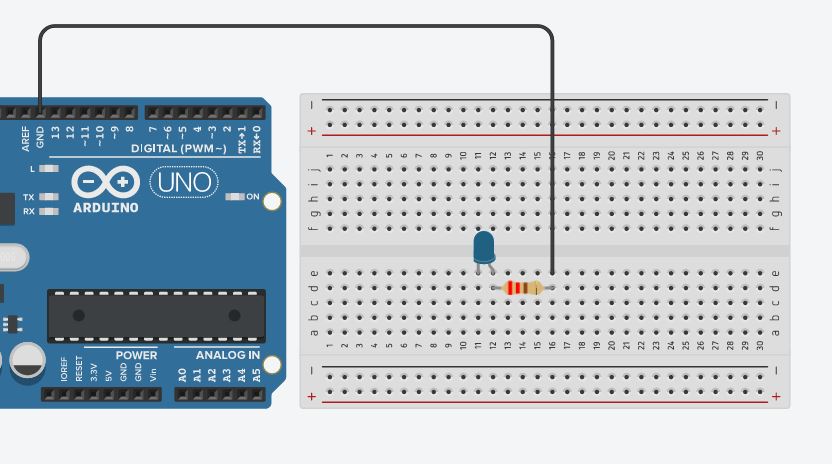 AREF
GND
13
12
~11
~10
~9
8
7
~6
~5
4
~3
2
TX→1
RX←0
DIGITAL (PWM~)
L
TX
RX
UNO
ARDUINO
ON
POWER
ANALOG IN
IOREF
RESET
3.3V
5V
GND
GND
Vin
A0
A1
A2
A3
A4
A5
− −
+ +
1 2 3 4 5 6 7 8 9 10 11 12 13 14 15 16 17 18 19 20 21 22 23 24 25 26 27 28 29 30
j j
i i
h h
g g
f f
e e
d d
c c
b b
a a
1 2 3 4 5 6 7 8 9 10 11 12 13 14 15 16 17 18 19 20 21 22 23 24 25 26 27 28 29 30
− −
+ +